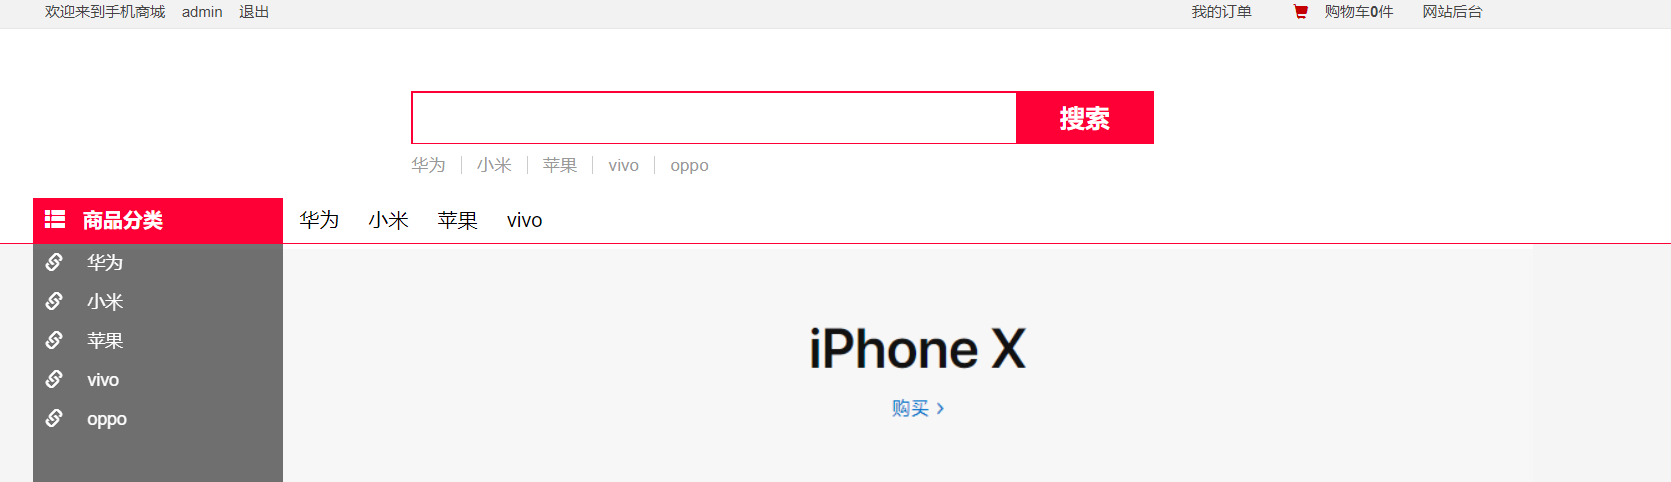 欢迎来到手机商城 admin 退出 我的订单 购物车0件 网站后台
搜索
华为 小米 苹果 vivo oppo
商品分类 华为 小米 苹果 vivo
华为
小米
苹果
vivo
oppo
iPhone X
购买 >